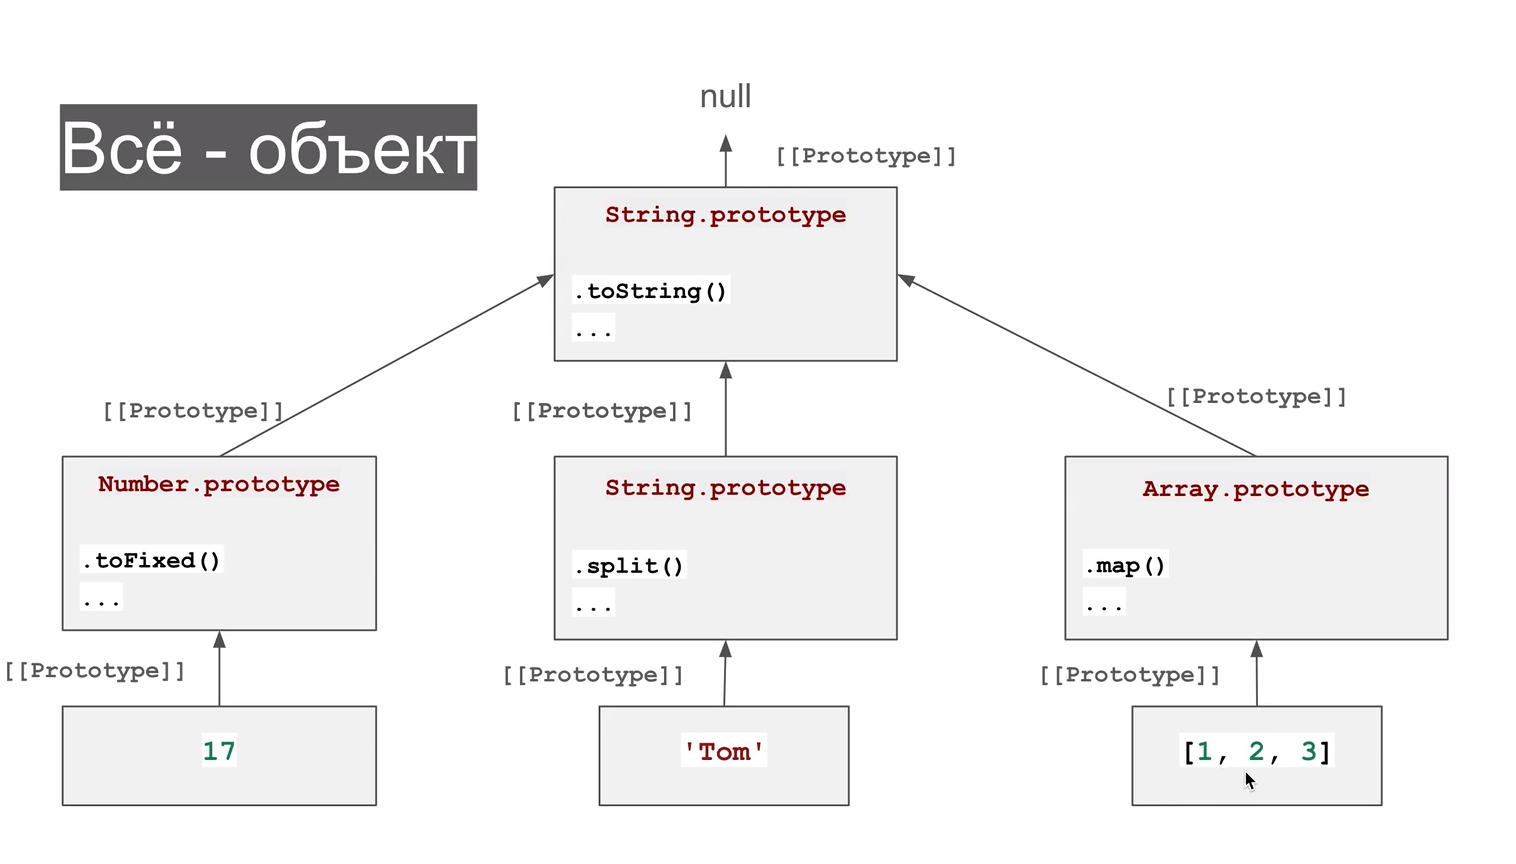 null
Всё - объект
[[Prototype]]
String.prototype
.toString()
...
[[Prototype]]
[[Prototype]]
[[Prototype]]
Number.prototype
.toFixed()
...
String.prototype
.split()
...
Array.prototype
.map()
...
[[Prototype]]
[[Prototype]]
[[Prototype]]
17
'Tom'
[1, 2, 3]